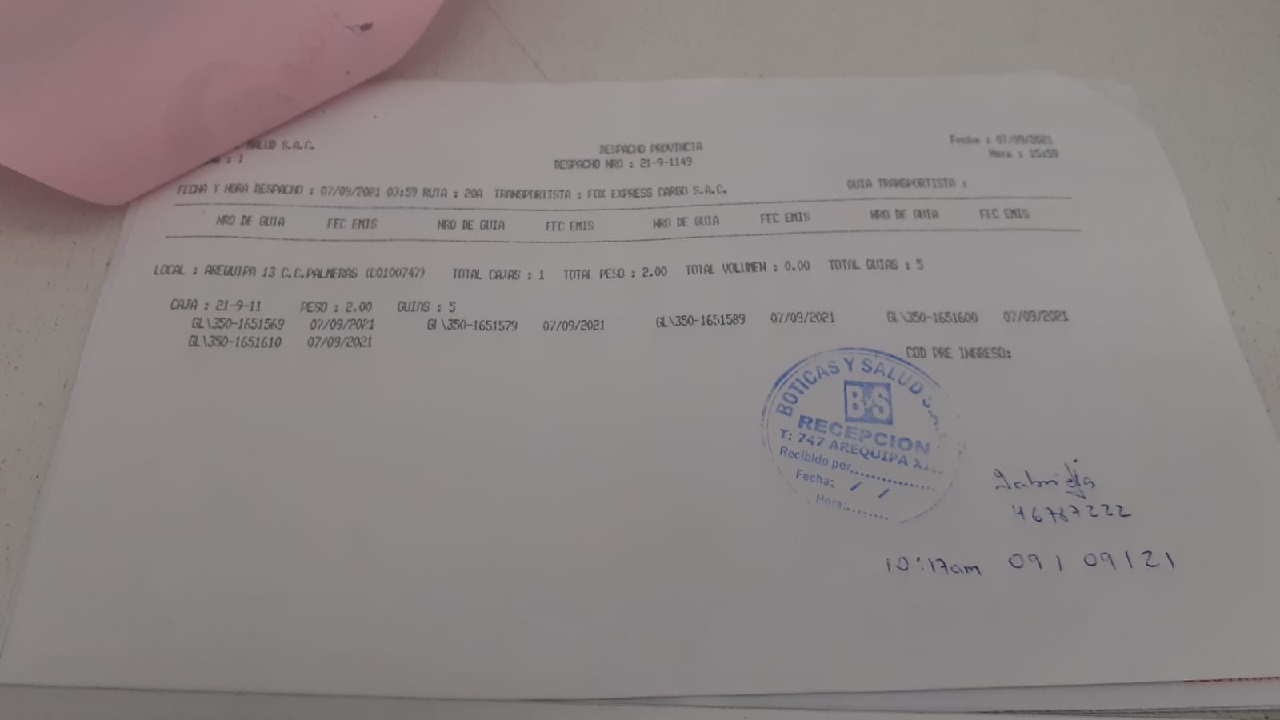 SALUD S.A.C.
: 1
DESPACHO PROVINCIA
DESPACHO NRO : 21-9-1149
Fecha : 07/09/2021
Hora : 15:59
FECHA Y HORA DESPACHO : 07/09/2021 03:59 RUTA : 20A TRANSPORTISTA : FOX EXPRESS CARGO S.A.C. GUIA TRANSPORTISTA :
NRO DE GUIA FEC EMIS NRO DE GUIA FEC EMIS NRO DE GUIA FEC EMIS NRO DE GUIA FEC EMIS
LOCAL : AREQUIPA 13 C.C.PALMERAS (D0100747) TOTAL CAJAS : 1 TOTAL PESO : 2.00 TOTAL VOLUMEN : 0.00 TOTAL GUIAS : 5
CAJA : 21-9-11 PESO : 2.00 GUIAS : 5
GL\350-1651569 07/09/2021 GL\350-1651579 07/09/2021 GL\350-1651589 07/09/2021 GL\350-1651600 07/09/2021
GL\350-1651610 07/09/2021
COD PRE INGRESO:
BOTICAS Y SALUD
BYS
RECEPCION
T: 747 AREQUIPA
Recibido por..............
Fecha: / /
Hora:........
Gabriela
46787222
10:17am 09/09/21